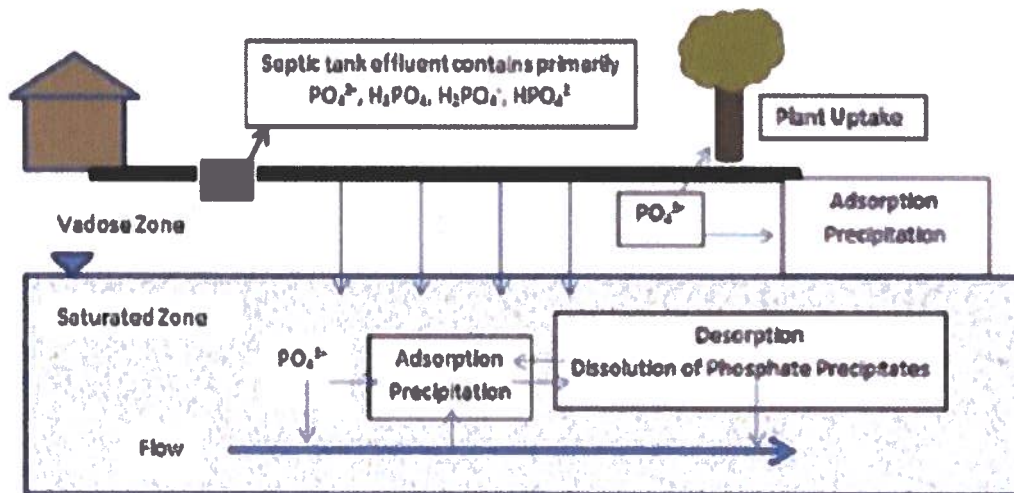 Septic tank effluent contains primarily
PO₄³⁻, H₃PO₄, H₂PO₄⁻, HPO₄²
Plant Uptake
PO₄³⁻
Adsorption
Precipitation
Vadose Zone
Saturated Zone
PO₄³⁻
Adsorption
Precipitation
Desorption
Dissolution of Phosphate Precipitates
Flow